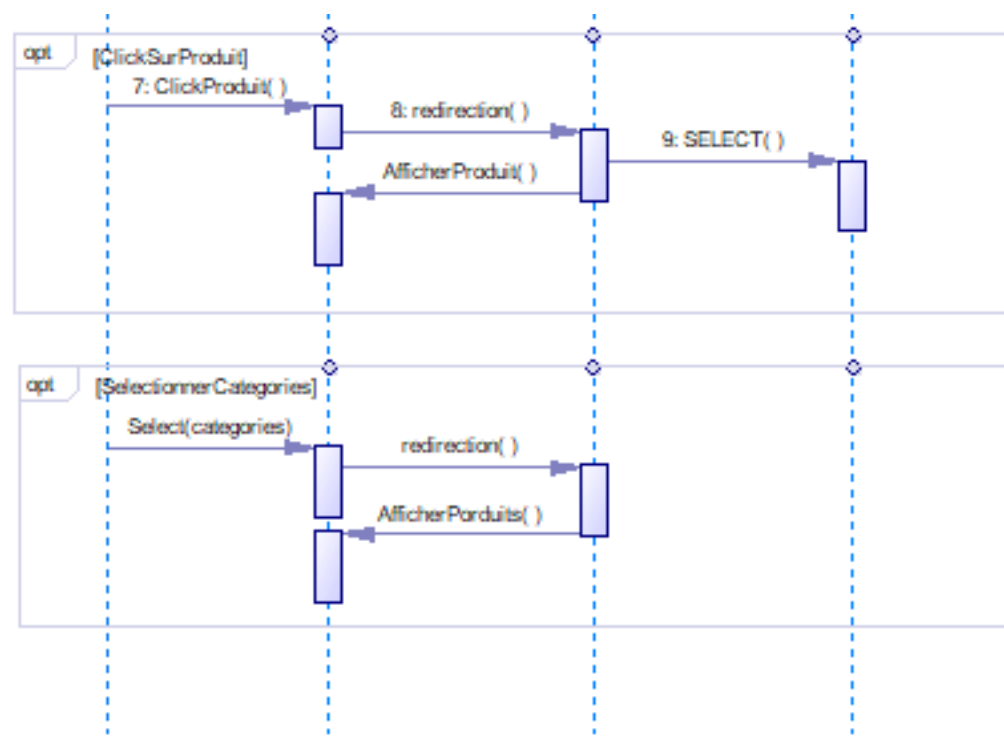 opt
[ClickSurProduit]
7: ClickProduit( )
8: redirection( )
9: SELECT( )
AfficherProduit( )
opt
[SelectionnerCategories]
Select(categories)
redirection( )
AfficherPorduits( )